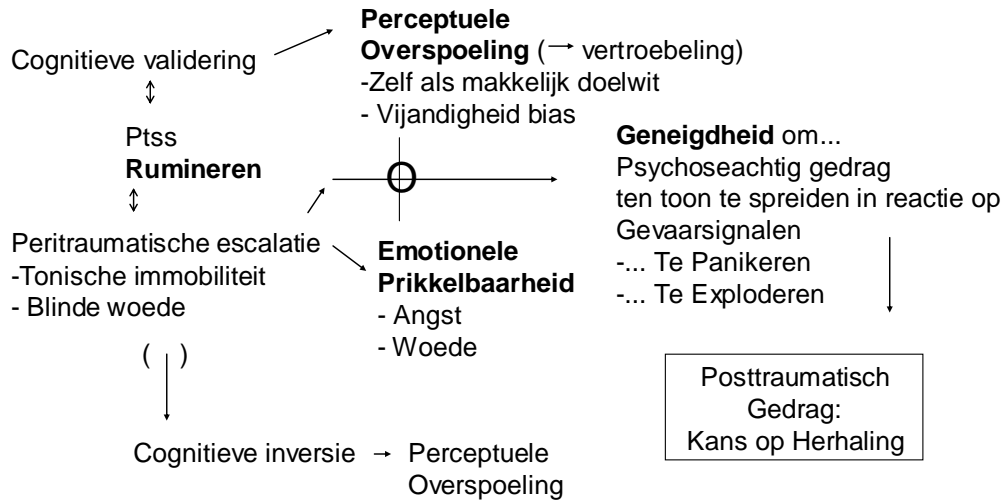 Cognitieve validering
Ptss
Rumineren
Peritraumatische escalatie
-Tonische immobiliteit
- Blinde woede
( )
Cognitieve inversie → Perceptuele
Overspoeling
Perceptuele
Overspoeling (→ vertroebeling)
-Zelf als makkelijk doelwit
- Vijandigheid bias
O
Emotionele
Prikkelbaarheid
- Angst
- Woede
Geneigdheid om...
Psychoseachtig gedrag
ten toon te spreiden in reactie op
Gevaarsignalen
-... Te Panikeren
-... Te Exploderen
Posttraumatisch
Gedrag:
Kans op Herhaling